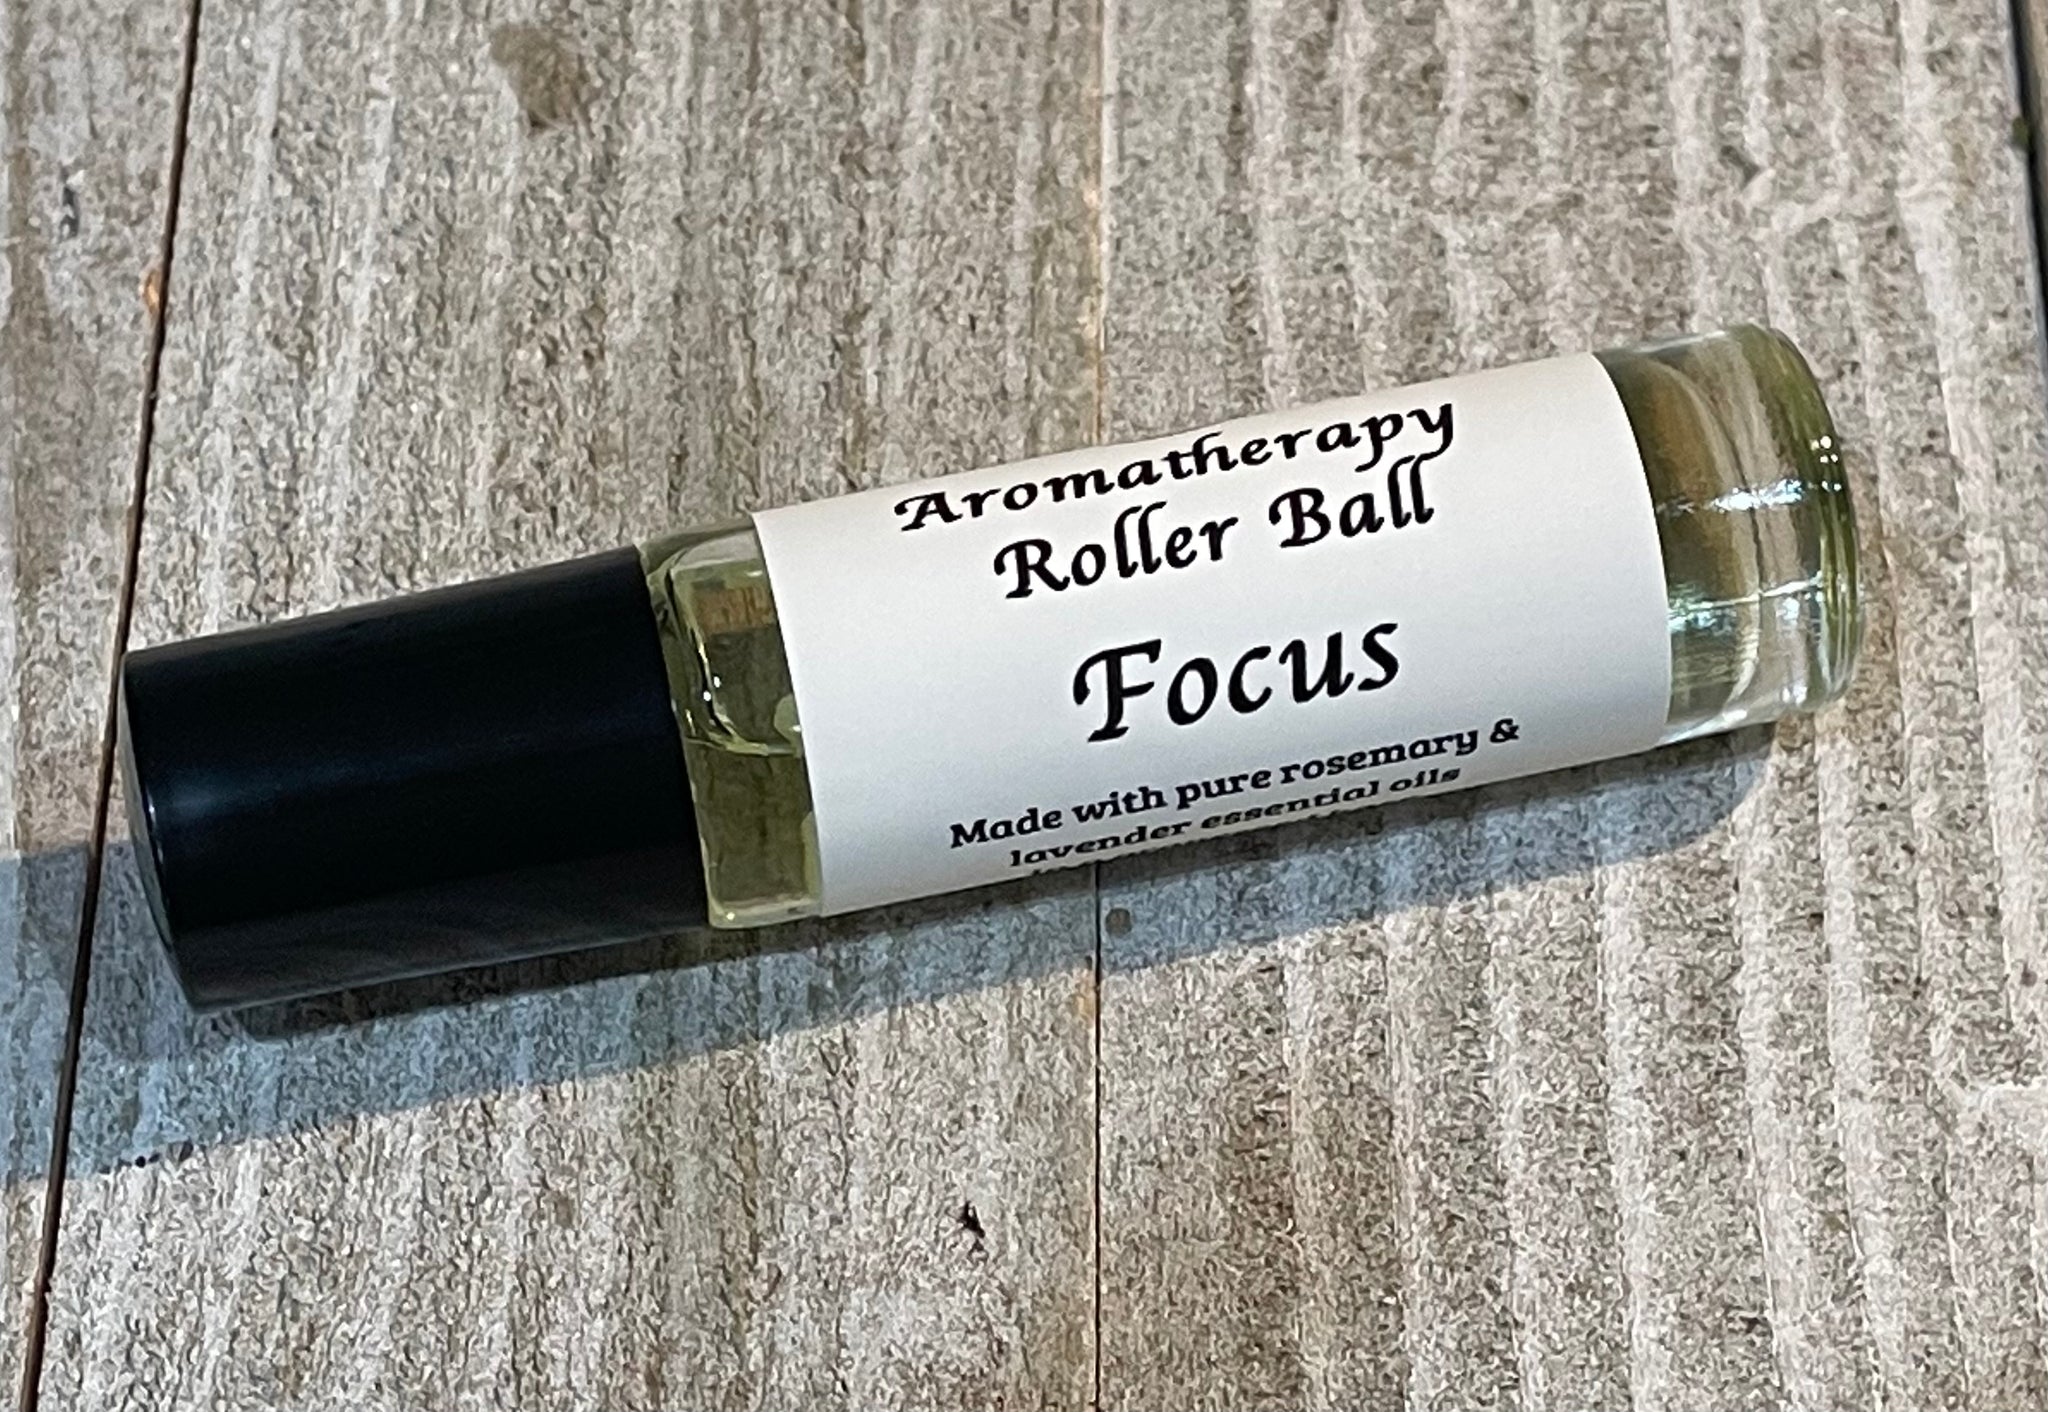 Aromatherapy
Roller Ball
Focus
Made with pure rosemary &
lavender essential oils